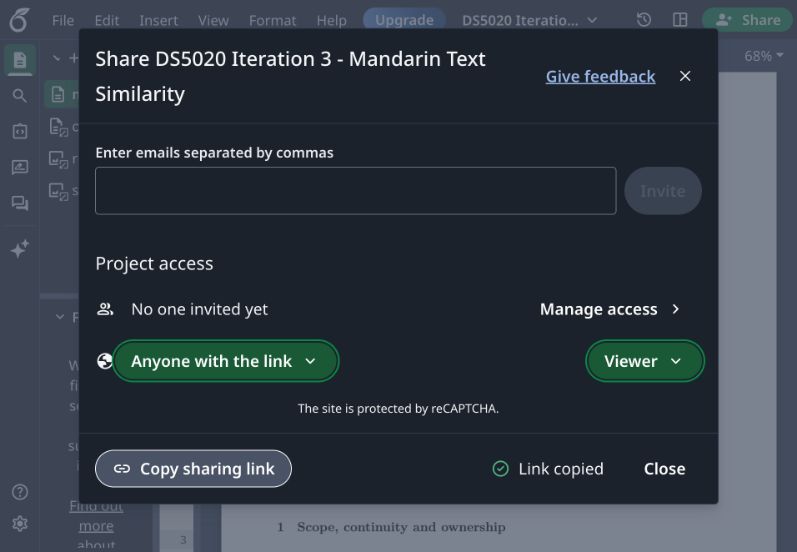 File Edit Insert View Format Help Upgrade DS5020 Iteratio... Share
68%
Share DS5020 Iteration 3 - Mandarin Text
Similarity
Give feedback
Enter emails separated by commas
Invite
Project access
No one invited yet
Manage access
Anyone with the link
Viewer
The site is protected by reCAPTCHA.
Copy sharing link
Link copied
Close
Find out
more
about
3
1 Scope, continuity and ownership